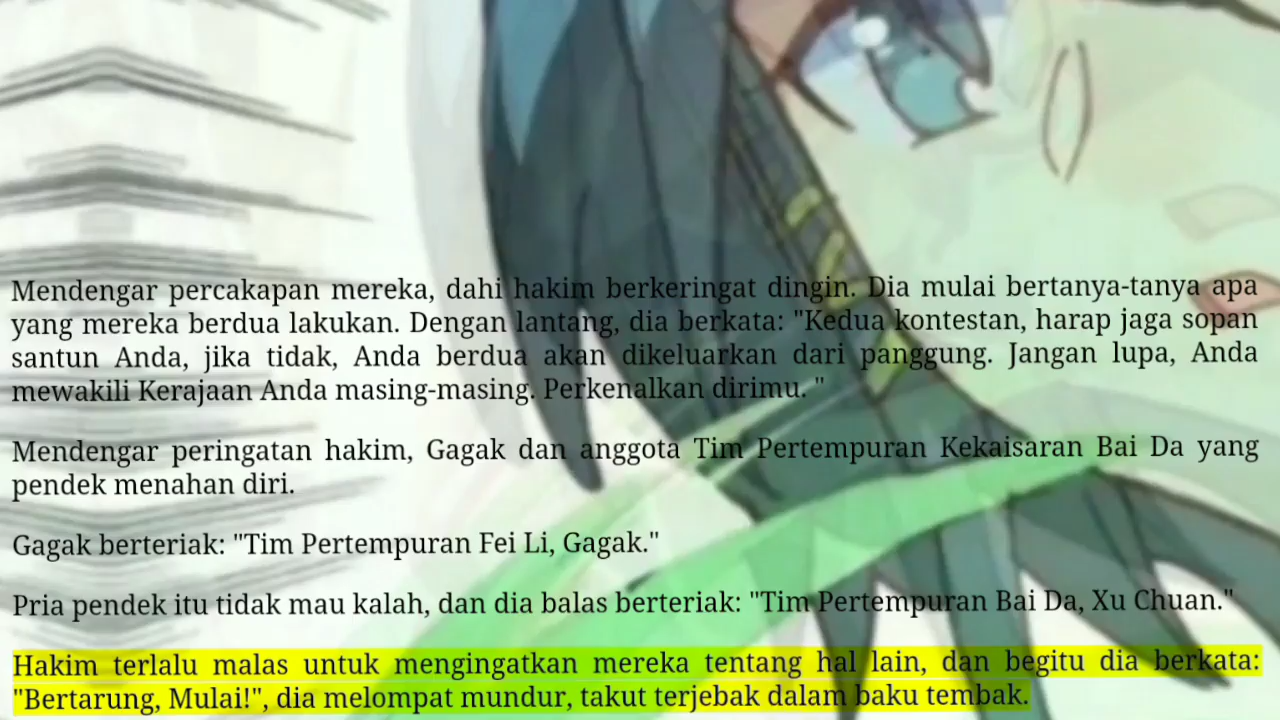 Mendengar percakapan mereka, dahi hakim berkeringat dingin. Dia mulai bertanya-tanya apa
yang mereka berdua lakukan. Dengan lantang, dia berkata: "Kedua kontestan, harap jaga sopan
santun Anda, jika tidak, Anda berdua akan dikeluarkan dari panggung. Jangan lupa, Anda
mewakili Kerajaan Anda masing-masing. Perkenalkan dirimu. "
Mendengar peringatan hakim, Gagak dan anggota Tim Pertempuran Kekaisaran Bai Da yang
pendek menahan diri.
Gagak berteriak: "Tim Pertempuran Fei Li, Gagak."
Pria pendek itu tidak mau kalah, dan dia balas berteriak: "Tim Pertempuran Bai Da, Xu Chuan."
Hakim terlalu malas untuk mengingatkan mereka tentang hal lain, dan begitu dia berkata:
"Bertarung, Mulai!", dia melompat mundur, takut terjebak dalam baku tembak.